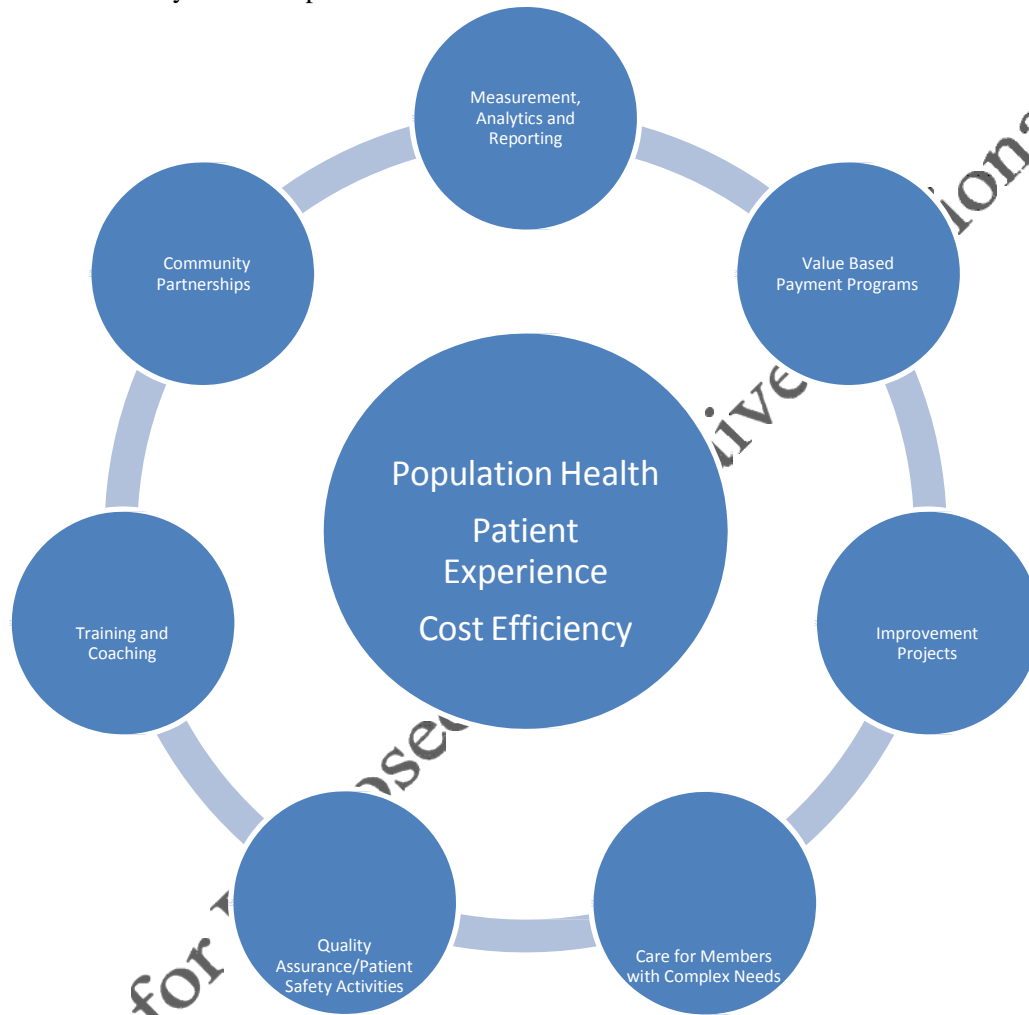 Measurement,
Analytics and
Reporting
Community
Partnerships
Value Based
Payment Programs
Population Health
Patient
Experience
Cost Efficiency
Training and
Coaching
Improvement
Projects
Quality
Assurance/Patient
Safety Activities
Care for Members
with Complex Needs
for